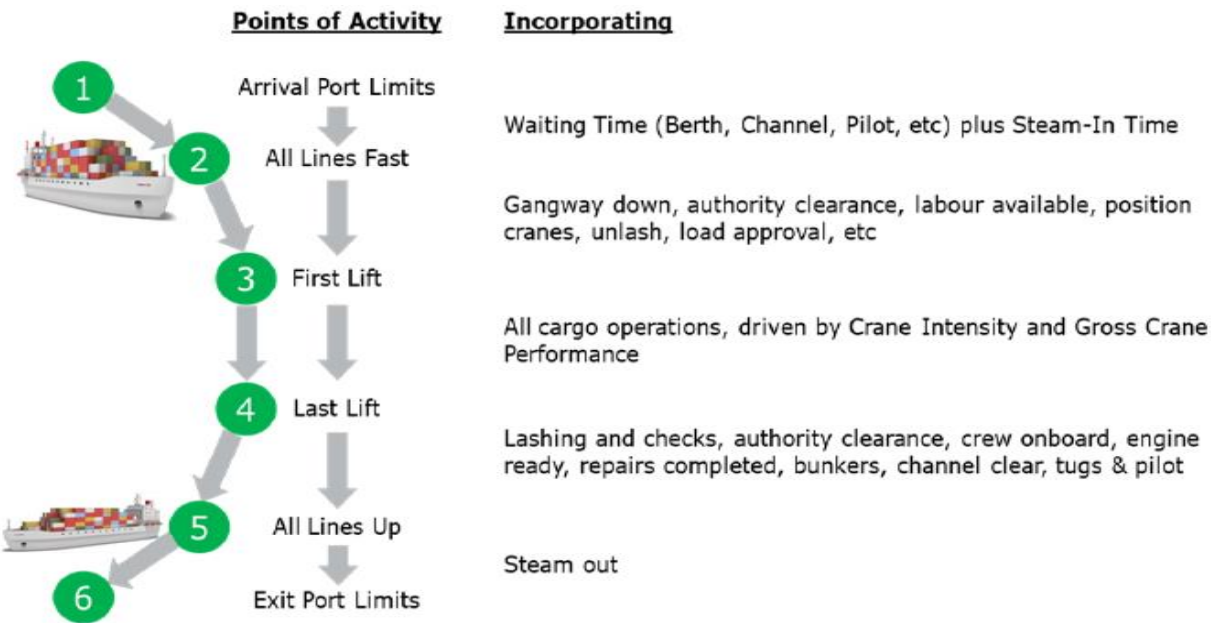 Points of Activity
Incorporating
1
Arrival Port Limits
Waiting Time (Berth, Channel, Pilot, etc) plus Steam-In Time
2
All Lines Fast
Gangway down, authority clearance, labour available, position
cranes, unlash, load approval, etc
3
First Lift
All cargo operations, driven by Crane Intensity and Gross Crane
Performance
4
Last Lift
Lashing and checks, authority clearance, crew onboard, engine
ready, repairs completed, bunkers, channel clear, tugs & pilot
5
All Lines Up
Steam out
6
Exit Port Limits